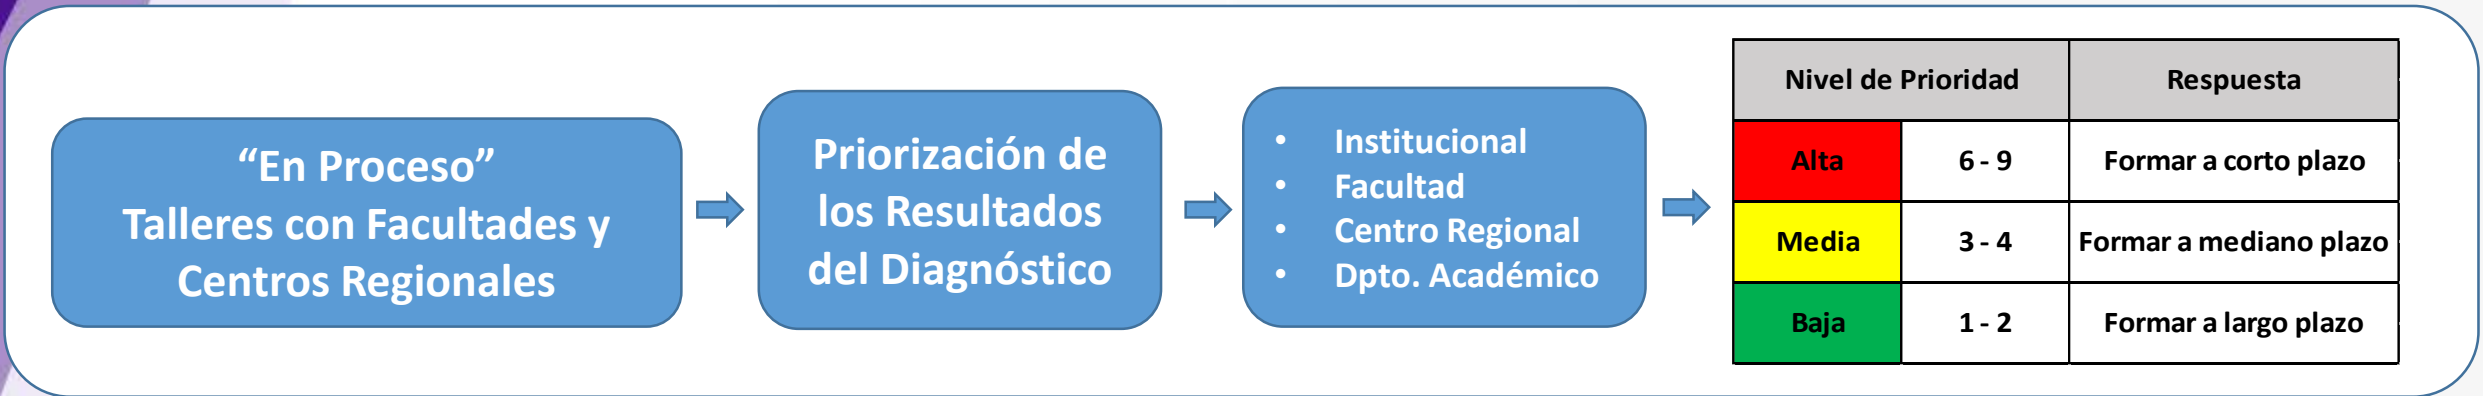 “En Proceso”
Talleres con Facultades y
Centros Regionales
Priorización de
los Resultados
del Diagnóstico
• Institucional
• Facultad
• Centro Regional
• Dpto. Académico
Nivel de Prioridad Respuesta
Alta 6 - 9 Formar a corto plazo
Media 3 - 4 Formar a mediano plazo
Baja 1 - 2 Formar a largo plazo